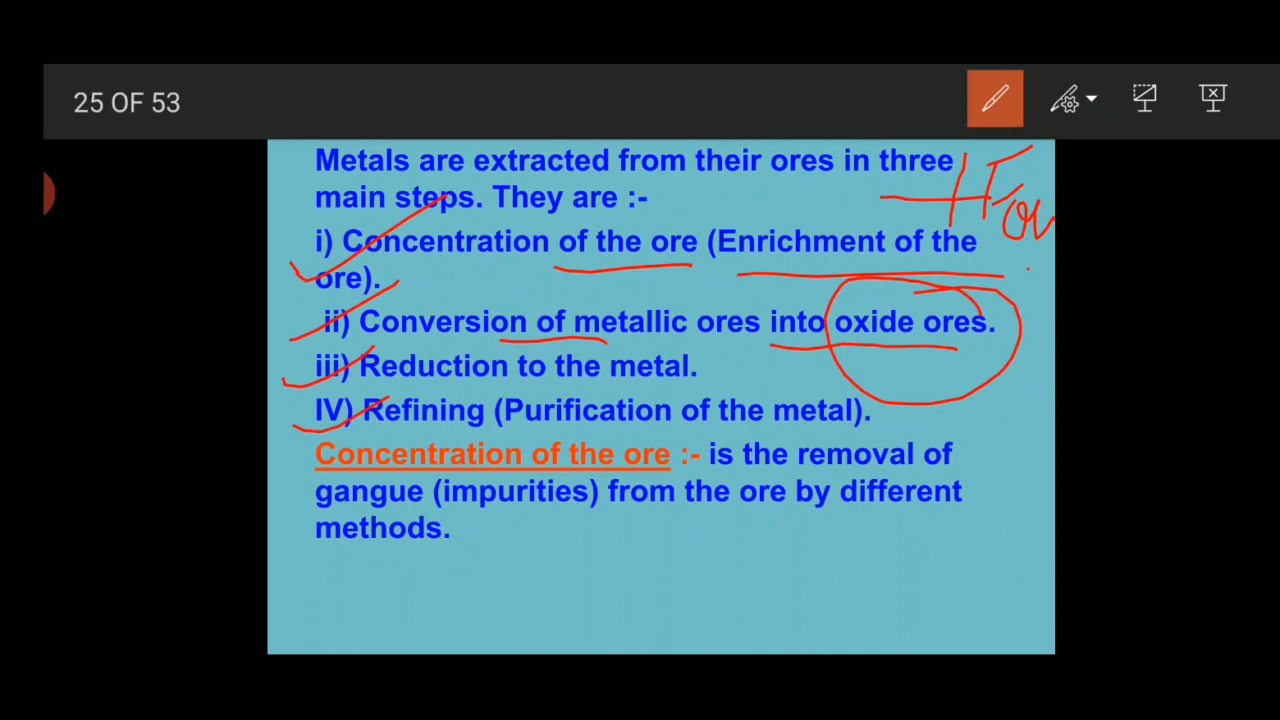 25 OF 53
Metals are extracted from their ores in three
main steps. They are :-
i) Concentration of the ore (Enrichment of the
ore).
ii) Conversion of metallic ores into oxide ores.
iii) Reduction to the metal.
IV) Refining (Purification of the metal).
Concentration of the ore :- is the removal of
gangue (impurities) from the ore by different
methods.